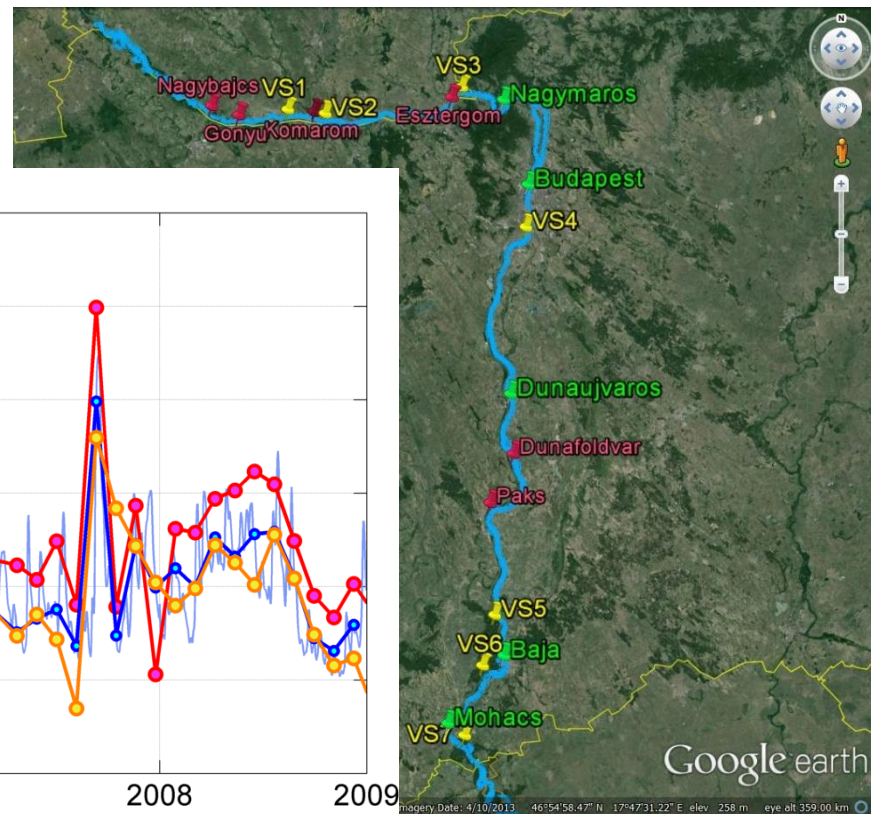 N
Nagybajcs
VS1
VS3
Gonyu
Komarom
VS2
Esztergom
Nagymaros
Budapest
VS4
Dunaujvaros
Dunafoldvar
Paks
VS5
VS6
Baja
Mohacs
VS7
Google earth
2008
2009
magery Date: 4/10/2013 46°54'58.47" N 17°47'31.22" E elev 258 m eye alt 359.00 km